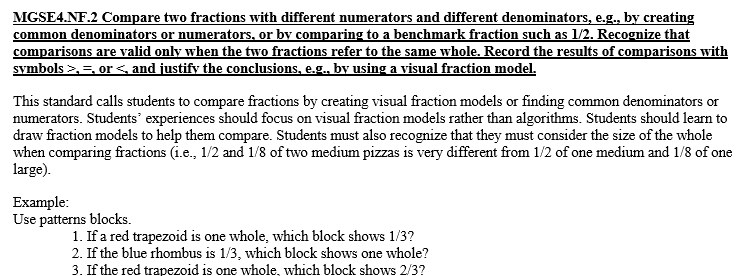 MGSE4.NF.2 Compare two fractions with different numerators and different denominators, e.g., by creating
common denominators or numerators, or by comparing to a benchmark fraction such as 1/2. Recognize that
comparisons are valid only when the two fractions refer to the same whole. Record the results of comparisons with
symbols >, =, or <, and justify the conclusions, e.g., by using a visual fraction model.
This standard calls students to compare fractions by creating visual fraction models or finding common denominators or
numerators. Students' experiences should focus on visual fraction models rather than algorithms. Students should learn to
draw fraction models to help them compare. Students must also recognize that they must consider the size of the whole
when comparing fractions (i.e., 1/2 and 1/8 of two medium pizzas is very different from 1/2 of one medium and 1/8 of one
large).
Example:
Use patterns blocks.
1. If a red trapezoid is one whole, which block shows 1/3?
2. If the blue rhombus is 1/3, which block shows one whole?
3. If the red trapezoid is one whole, which block shows 2/3?